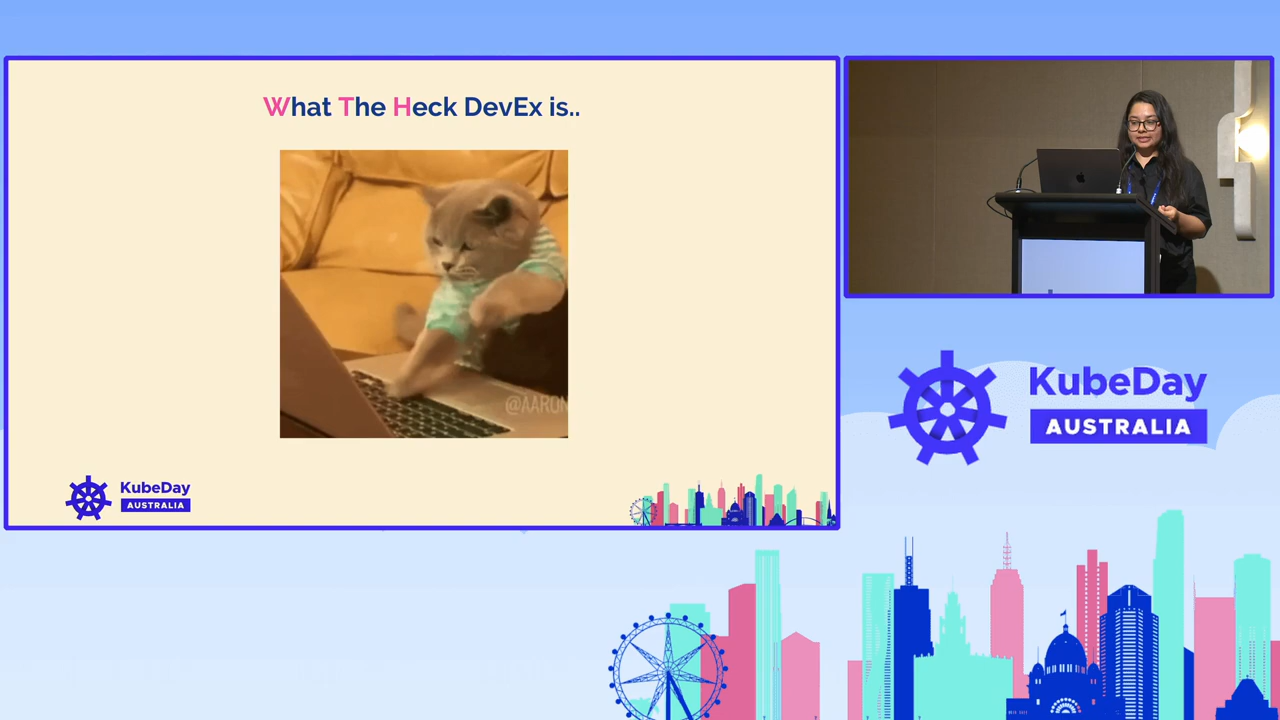 What The Heck DevEx is..
@AARON
KubeDay
AUSTRALIA
KubeDay
AUSTRALIA